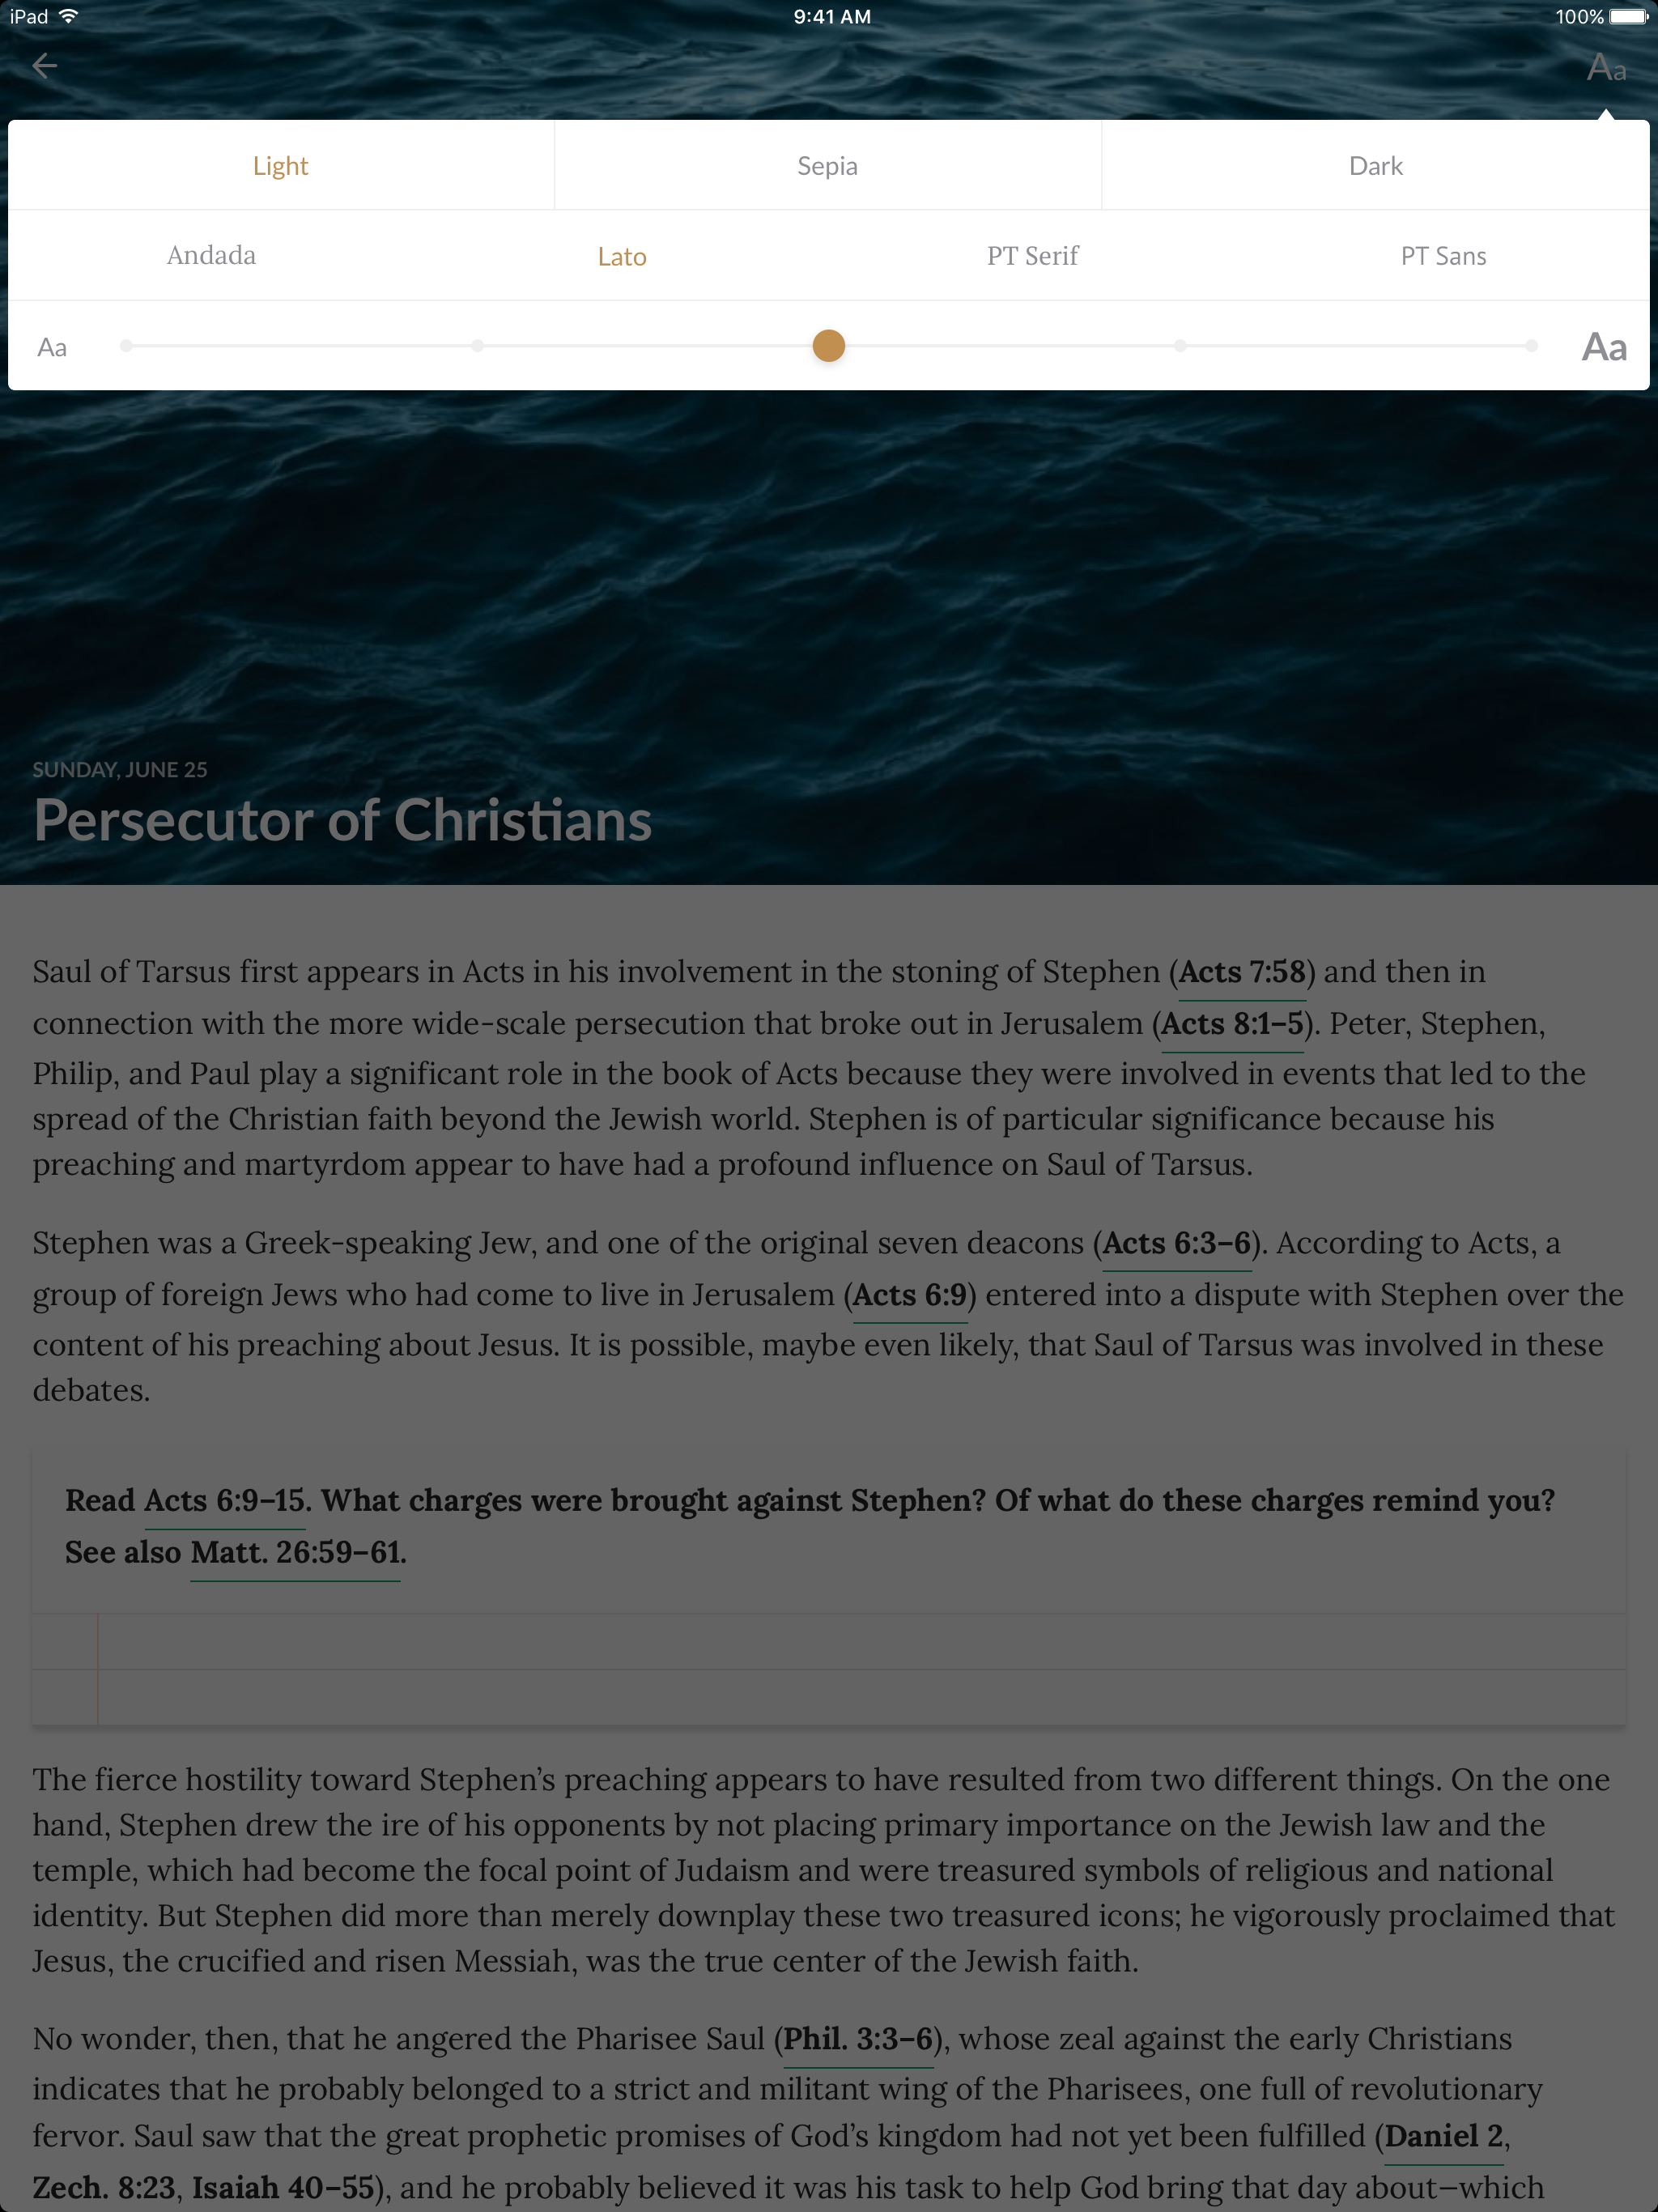 iPad 9:41 AM 100%
Aa
Light Sepia Dark
Andada Lato PT Serif PT Sans
Aa Aa
SUNDAY, JUNE 25
Persecutor of Christians
Saul of Tarsus first appears in Acts in his involvement in the stoning of Stephen (Acts 7:58) and then in
connection with the more wide-scale persecution that broke out in Jerusalem (Acts 8:1–5). Peter, Stephen,
Philip, and Paul play a significant role in the book of Acts because they were involved in events that led to the
spread of the Christian faith beyond the Jewish world. Stephen is of particular significance because his
preaching and martyrdom appear to have had a profound influence on Saul of Tarsus.
Stephen was a Greek-speaking Jew, and one of the original seven deacons (Acts 6:3–6). According to Acts, a
group of foreign Jews who had come to live in Jerusalem (Acts 6:9) entered into a dispute with Stephen over the
content of his preaching about Jesus. It is possible, maybe even likely, that Saul of Tarsus was involved in these
debates.
Read Acts 6:9–15. What charges were brought against Stephen? Of what do these charges remind you?
See also Matt. 26:59–61.
The fierce hostility toward Stephen’s preaching appears to have resulted from two different things. On the one
hand, Stephen drew the ire of his opponents by not placing primary importance on the Jewish law and the
temple, which had become the focal point of Judaism and were treasured symbols of religious and national
identity. But Stephen did more than merely downplay these two treasured icons; he vigorously proclaimed that
Jesus, the crucified and risen Messiah, was the true center of the Jewish faith.
No wonder, then, that he angered the Pharisee Saul (Phil. 3:3–6), whose zeal against the early Christians
indicates that he probably belonged to a strict and militant wing of the Pharisees, one full of revolutionary
fervor. Saul saw that the great prophetic promises of God’s kingdom had not yet been fulfilled (Daniel 2,
Zech. 8:23, Isaiah 40–55), and he probably believed it was his task to help God bring that day about—which